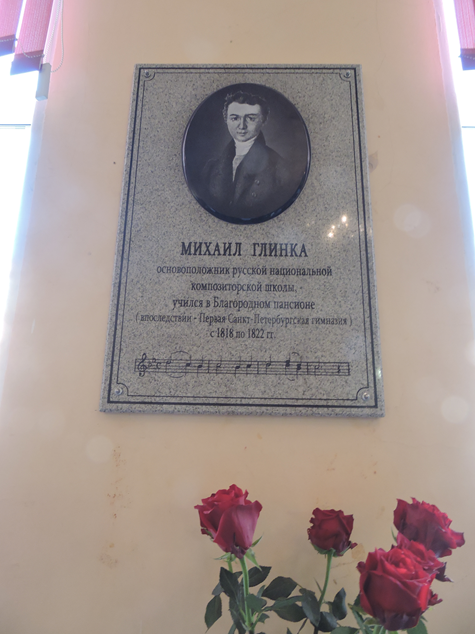 МИХАИЛ ГЛИНКА
основоположник русской национальной
композиторской школы,
учился в Благородном пансионе
( впоследствии - Первая Санкт-Петербургская гимназия )
с 1818 по 1822 гг.